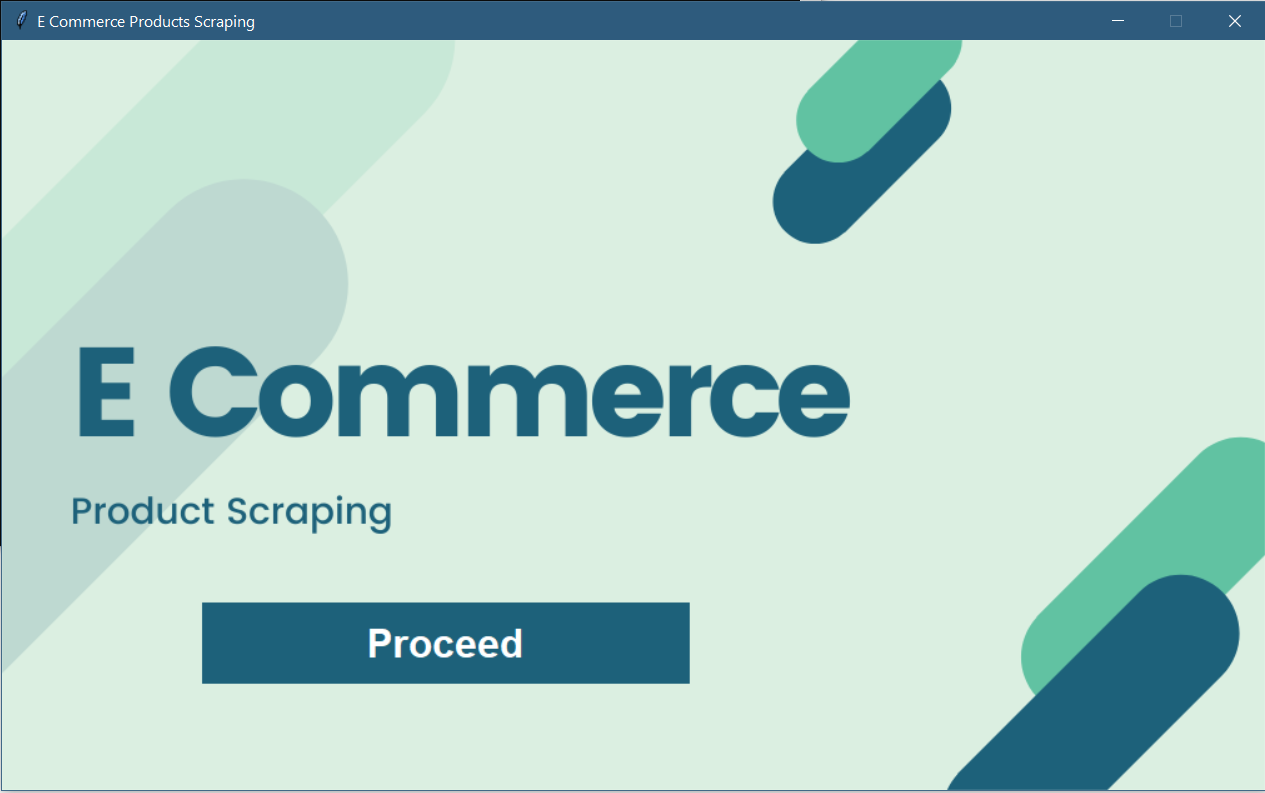 E Commerce Products Scraping
E Commerce
Product Scraping
Proceed